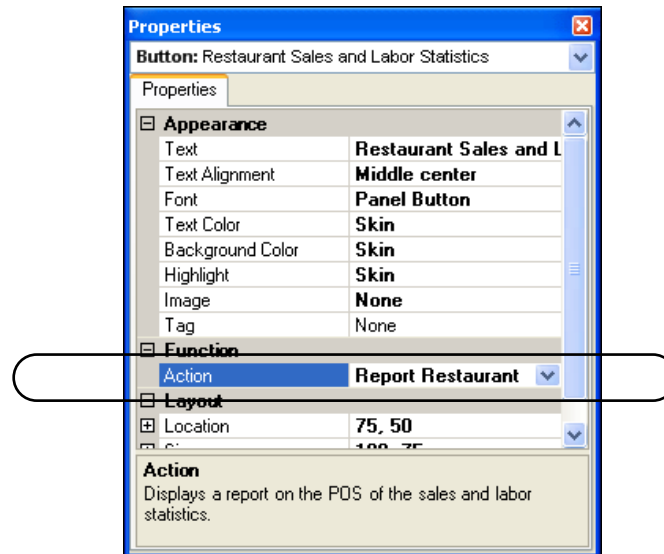 Properties
Button: Restaurant Sales and Labor Statistics
Properties
Appearance
Text Restaurant Sales and L
Text Alignment Middle center
Font Panel Button
Text Color Skin
Background Color Skin
Highlight Skin
Image None
Tag None
Function
Action Report Restaurant
Layout
Location 75, 50
Action
Displays a report on the POS of the sales and labor
statistics.